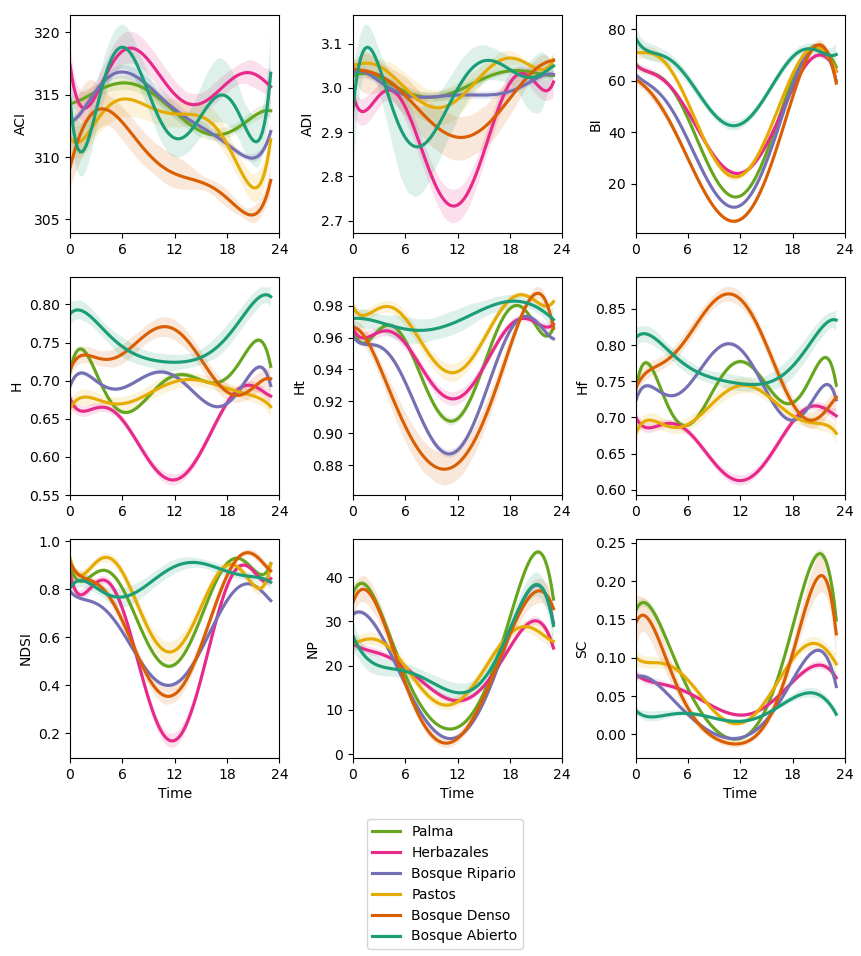 ACI
320
315
310
305
0 6 12 18 24
ADI
3.1
3.0
2.9
2.8
2.7
0 6 12 18 24
BI
80
60
40
20
0 6 12 18 24
H
0.80
0.75
0.70
0.65
0.60
0.55
0 6 12 18 24
Ht
0.98
0.96
0.94
0.92
0.90
0.88
0 6 12 18 24
Hf
0.85
0.80
0.75
0.70
0.65
0.60
0 6 12 18 24
NDSI
1.0
0.8
0.6
0.4
0.2
0 6 12 18 24
Time
NP
40
30
20
10
0
0 6 12 18 24
Time
SC
0.25
0.20
0.15
0.10
0.05
0.00
0 6 12 18 24
Time
Palma
Herbazales
Bosque Ripario
Pastos
Bosque Denso
Bosque Abierto